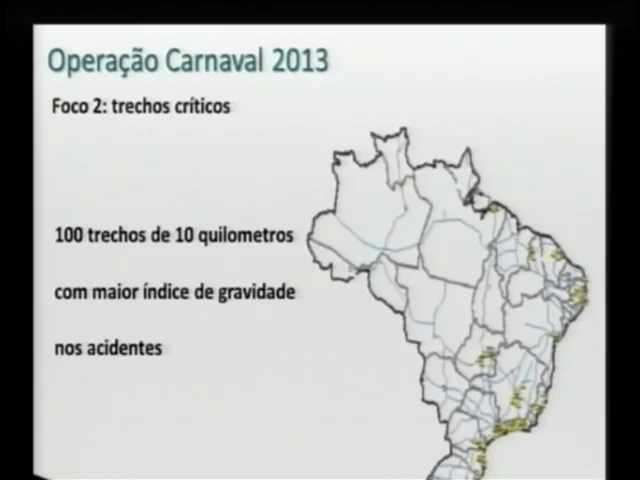 Operação Carnaval 2013
Foco 2: trechos críticos
100 trechos de 10 quilometros
com maior índice de gravidade
nos acidentes